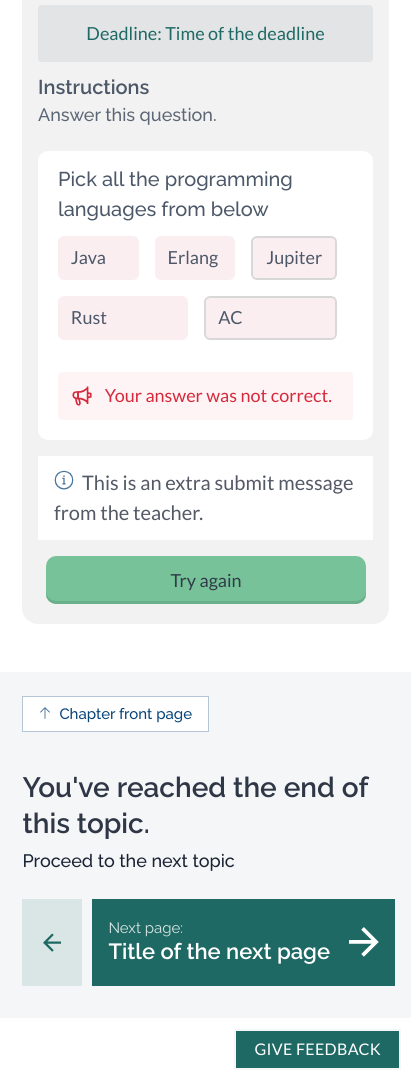 Deadline: Time of the deadline
Instructions
Answer this question.
Pick all the programming
languages from below
Java
Erlang
Jupiter
Rust
AC
Your answer was not correct.
This is an extra submit message
from the teacher.
Try again
Chapter front page
You've reached the end of
this topic.
Proceed to the next topic
Next page:
Title of the next page
GIVE FEEDBACK